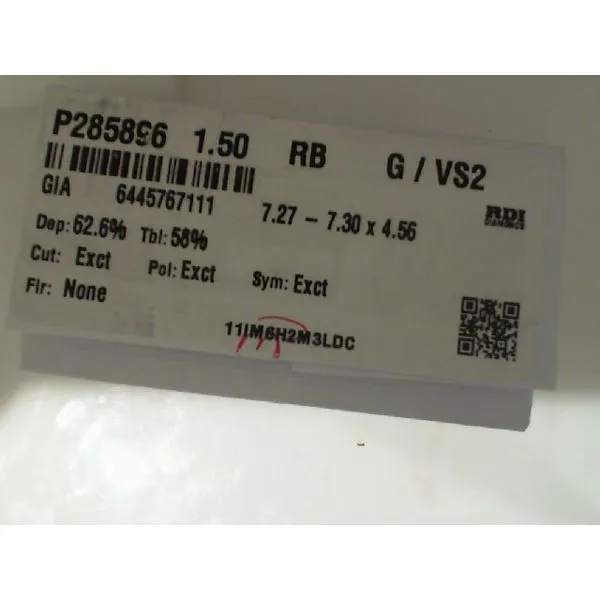 P285896 1.50 RB G / VS2
GIA 6445767111 7.27 – 7.30 x 4.56 RDI
DIAMONDS
Dep: 62.6% Tbl: 58%
Cut: Exct Pol: Exct Sym: Exct
Flr: None
11IM6H2M3LDC